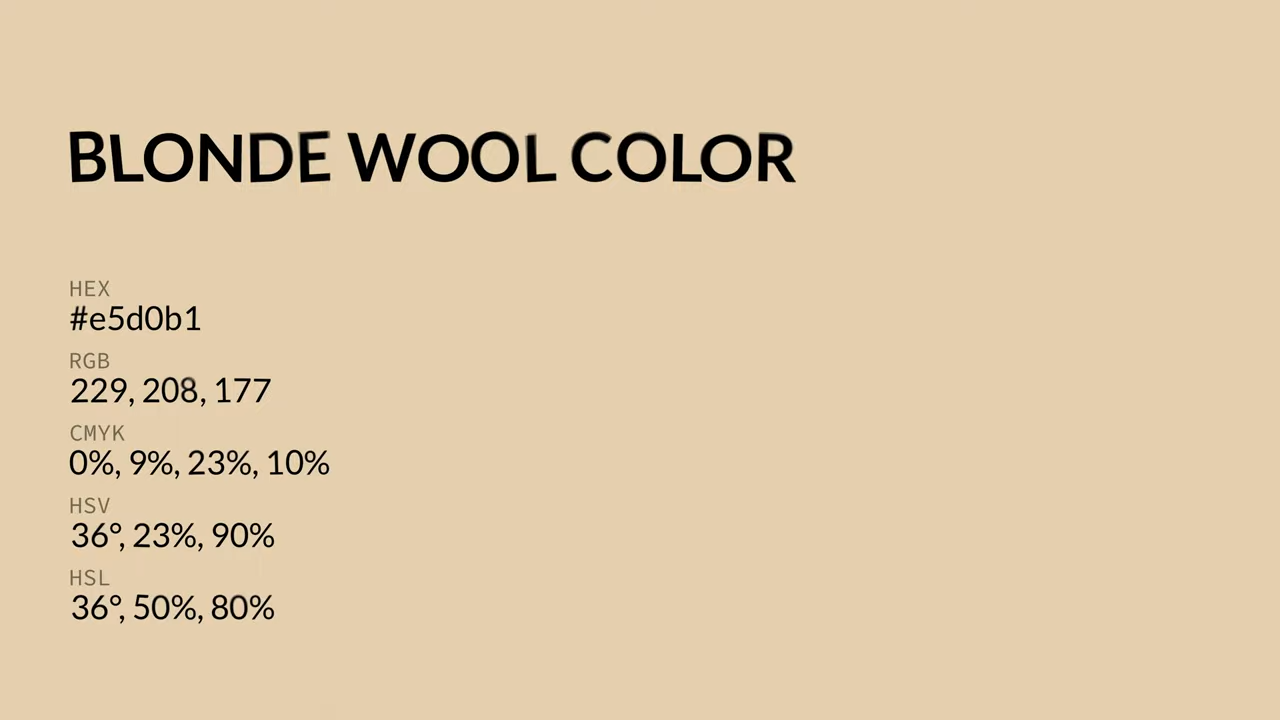 BLONDE WOOL COLOR
HEX
#e5d0b1
RGB
229, 208, 177
CMYK
0%, 9%, 23%, 10%
HSV
36°, 23%, 90%
HSL
36°, 50%, 80%